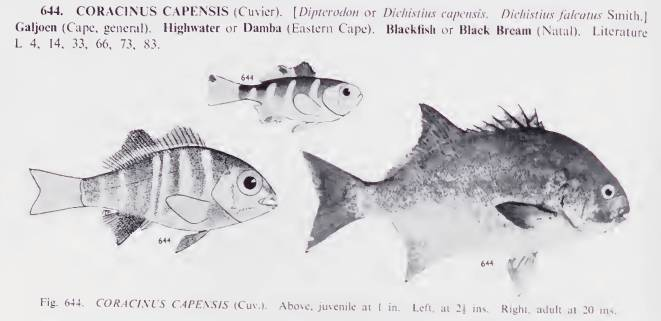 644. CORACINUS CAPENSIS (Cuvier). [Dipterodon or Dichistius capensis. Dichistius falcatus Smith.]
Galjoen (Cape, general). Highwater or Damba (Eastern Cape). Blackfish or Black Bream (Natal). Literature
L 4, 14, 33, 66, 73, 83.
644
644
644
Fig. 644. CORACINUS CAPENSIS (Cuv.). Above, juvenile at 1 in. Left, at 2½ ins. Right, adult at 20 ins.